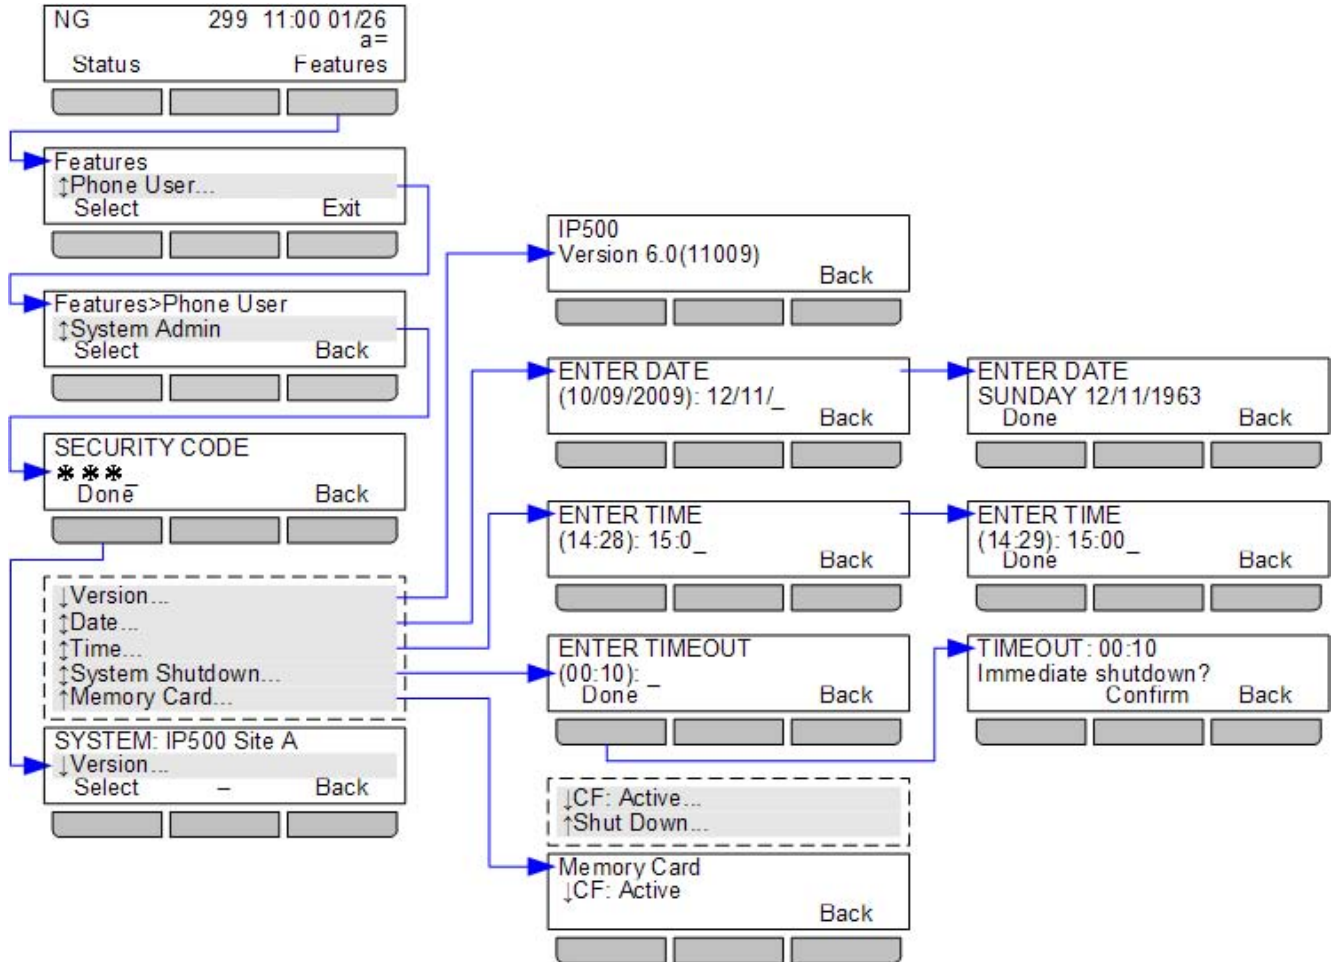 NG 299 11:00 01/26
a=
Status Features
Features
↕Phone User...
Select Exit
Features>Phone User
↕System Admin
Select Back
SECURITY CODE
✱✱✱_
Done Back
↓Version...
↕Date...
↕Time...
↕System Shutdown...
↑Memory Card...
SYSTEM: IP500 Site A
↓Version...
Select – Back
IP500
Version 6.0(11009)
Back
ENTER DATE
(10/09/2009): 12/11/_
Back
ENTER DATE
SUNDAY 12/11/1963
Done Back
ENTER TIME
(14:28): 15:0_
Back
ENTER TIME
(14:29): 15:00_
Done Back
ENTER TIMEOUT
(00:10): _
Done Back
TIMEOUT: 00:10
Immediate shutdown?
Confirm Back
↓CF: Active...
↑Shut Down...
Memory Card
↓CF: Active
Back